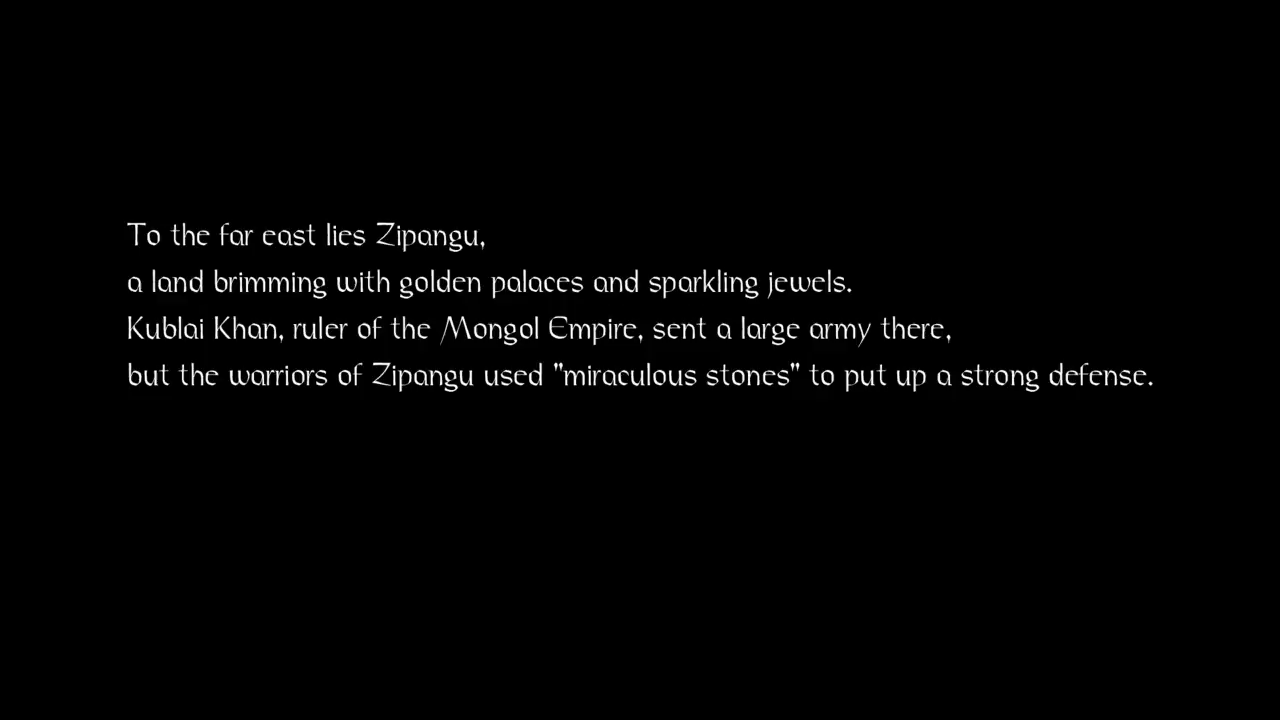 To the far east lies Zipangu,
a land brimming with golden palaces and sparkling jewels.
Kublai Khan, ruler of the Mongol Empire, sent a large army there,
but the warriors of Zipangu used "miraculous stones" to put up a strong defense.